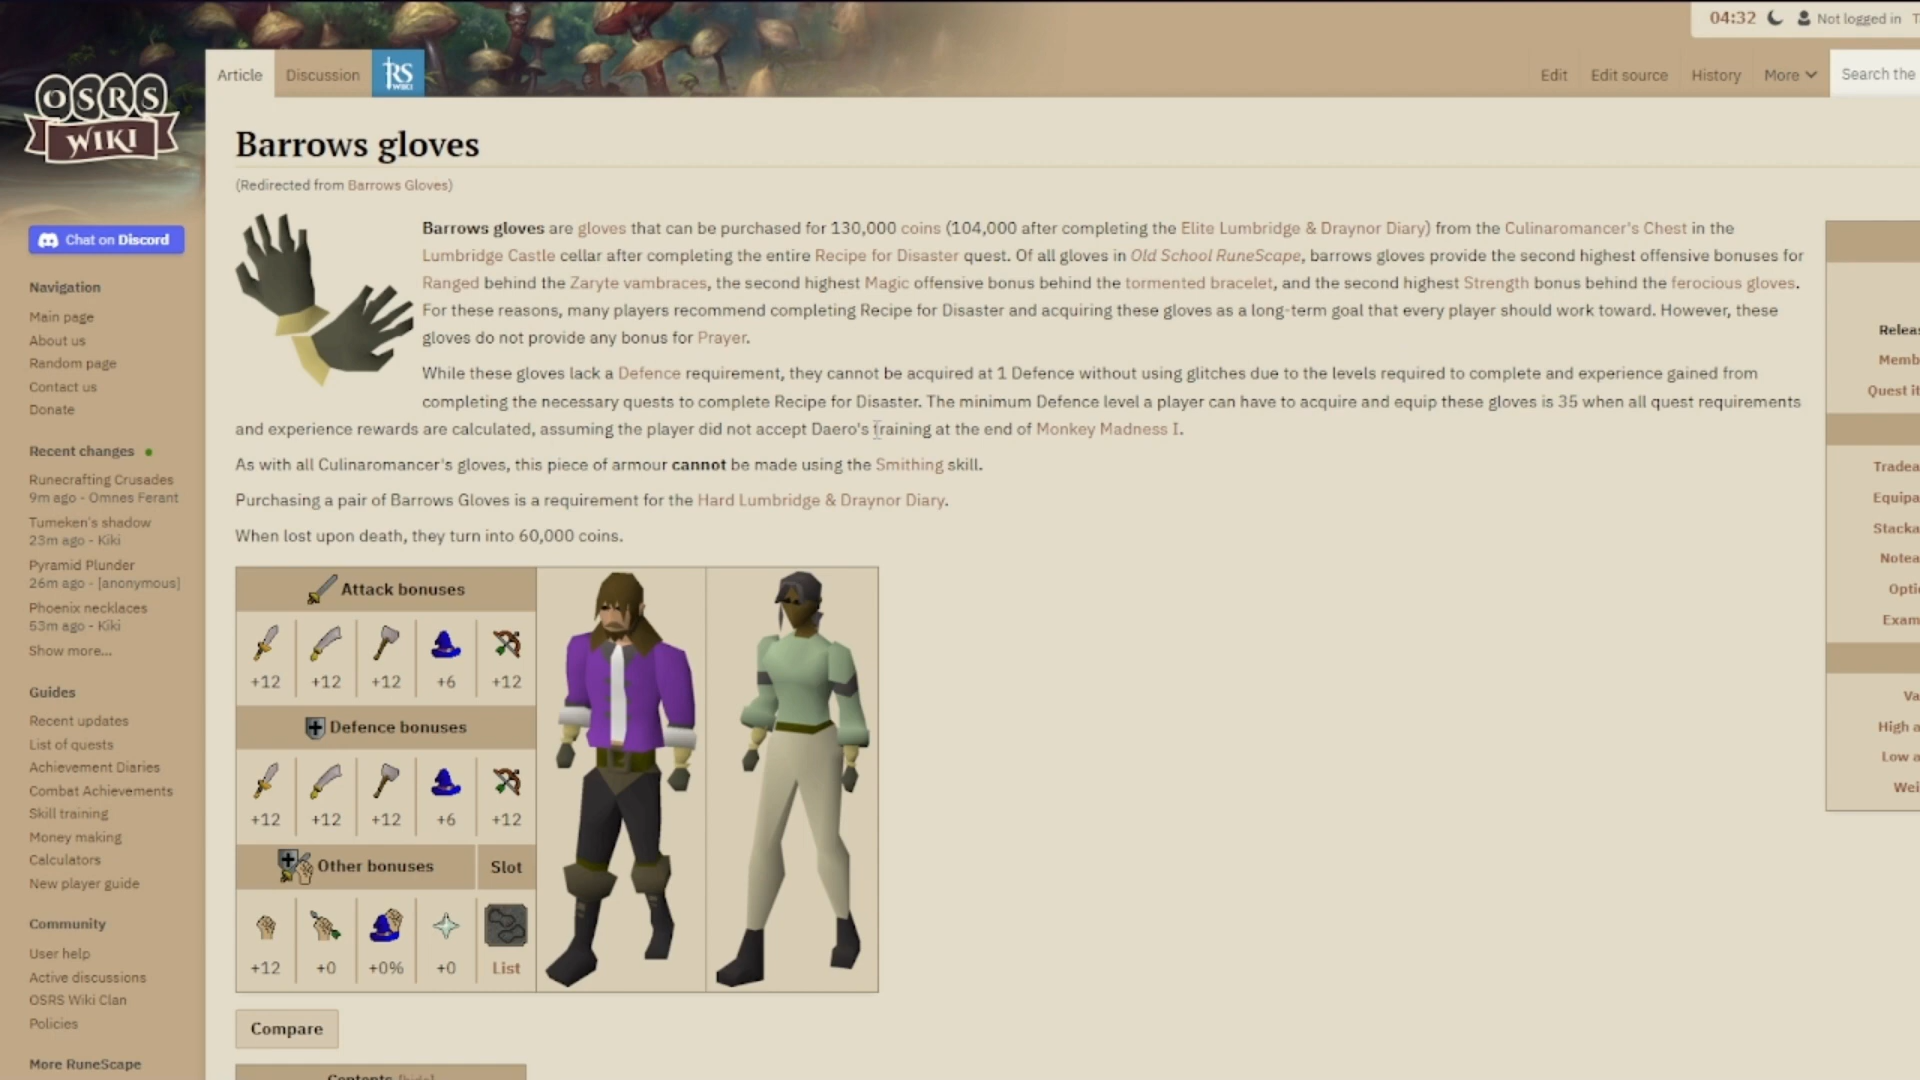 04:32 Not logged in
OSRS
WIKI
Article Discussion RS
WIKI
Edit Edit source History More Search the
Barrows gloves
(Redirected from Barrows Gloves)
Barrows gloves are gloves that can be purchased for 130,000 coins (104,000 after completing the Elite Lumbridge & Draynor Diary) from the Culinaromancer's Chest in the
Lumbridge Castle cellar after completing the entire Recipe for Disaster quest. Of all gloves in Old School RuneScape, barrows gloves provide the second highest offensive bonuses for
Ranged behind the Zaryte vambraces, the second highest Magic offensive bonus behind the tormented bracelet, and the second highest Strength bonus behind the ferocious gloves.
For these reasons, many players recommend completing Recipe for Disaster and acquiring these gloves as a long-term goal that every player should work toward. However, these
gloves do not provide any bonus for Prayer.
While these gloves lack a Defence requirement, they cannot be acquired at 1 Defence without using glitches due to the levels required to complete and experience gained from
completing the necessary quests to complete Recipe for Disaster. The minimum Defence level a player can have to acquire and equip these gloves is 35 when all quest requirements
and experience rewards are calculated, assuming the player did not accept Daero's training at the end of Monkey Madness I.
As with all Culinaromancer's gloves, this piece of armour cannot be made using the Smithing skill.
Purchasing a pair of Barrows Gloves is a requirement for the Hard Lumbridge & Draynor Diary.
When lost upon death, they turn into 60,000 coins.
Attack bonuses
+12 +12 +12 +6 +12
Defence bonuses
+12 +12 +12 +6 +12
Other bonuses Slot
+12 +0 +0% +0 List
Compare
Contents [hide]
Chat on Discord
Navigation
Main page
About us
Random page
Contact us
Donate
Recent changes
Runecrafting Crusades
9m ago - Omnes Ferant
Tumeken's shadow
23m ago - Kiki
Pyramid Plunder
26m ago - [anonymous]
Phoenix necklaces
53m ago - Kiki
Show more...
Guides
Recent updates
List of quests
Achievement Diaries
Combat Achievements
Skill training
Money making
Calculators
New player guide
Community
User help
Active discussions
OSRS Wiki Clan
Policies
More RuneScape
Relea
Memb
Quest it
Tradea
Equipa
Stacka
Notea
Opti
Exam
Va
High a
Low a
Wei